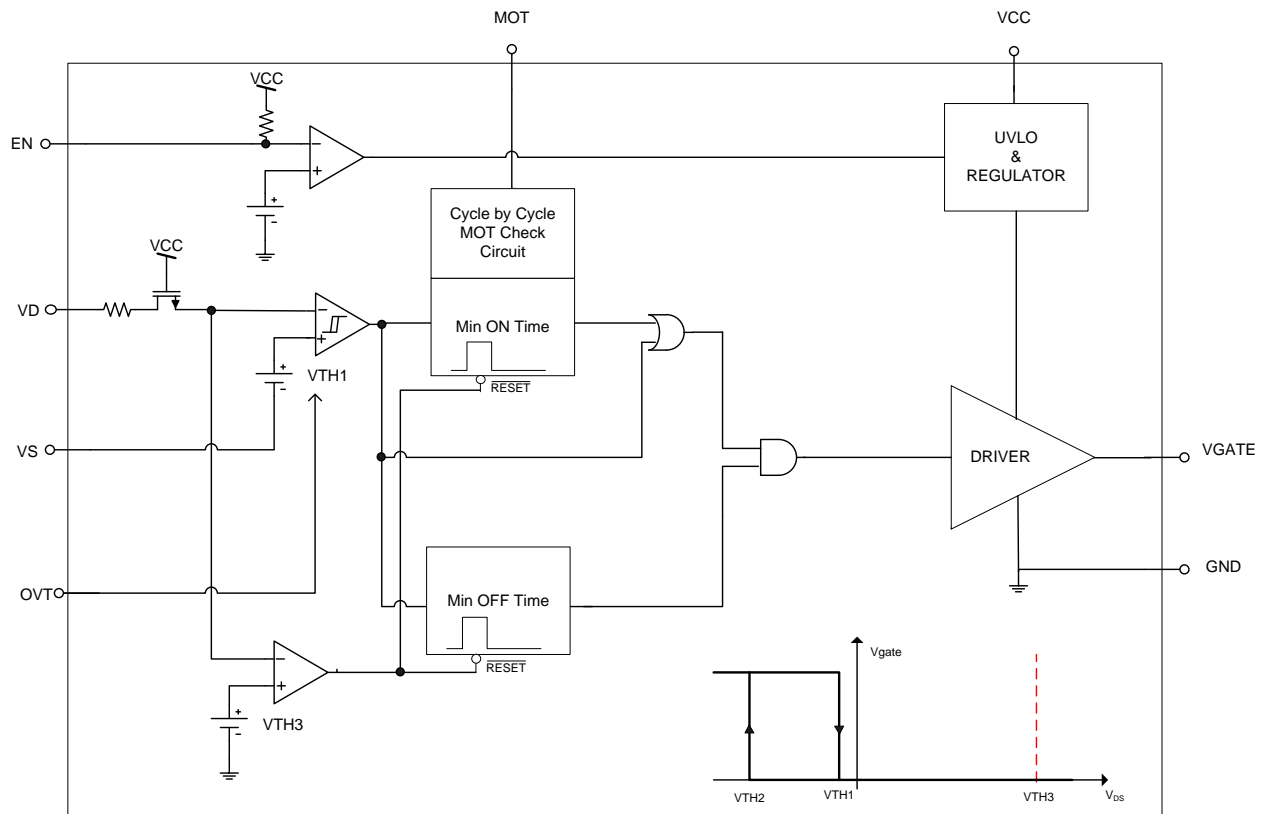 MOT
VCC
VCC
EN
−
+
+
-
UVLO
&
REGULATOR
Cycle by Cycle
MOT Check
Circuit
VCC
VD
−
+
Min ON Time
+
-
VTH1
RESET
VS
DRIVER
VGATE
GND
OVT
Min OFF Time
RESET
−
+
+
-
VTH3
Vgate
VTH2
VTH1
VTH3
VDS